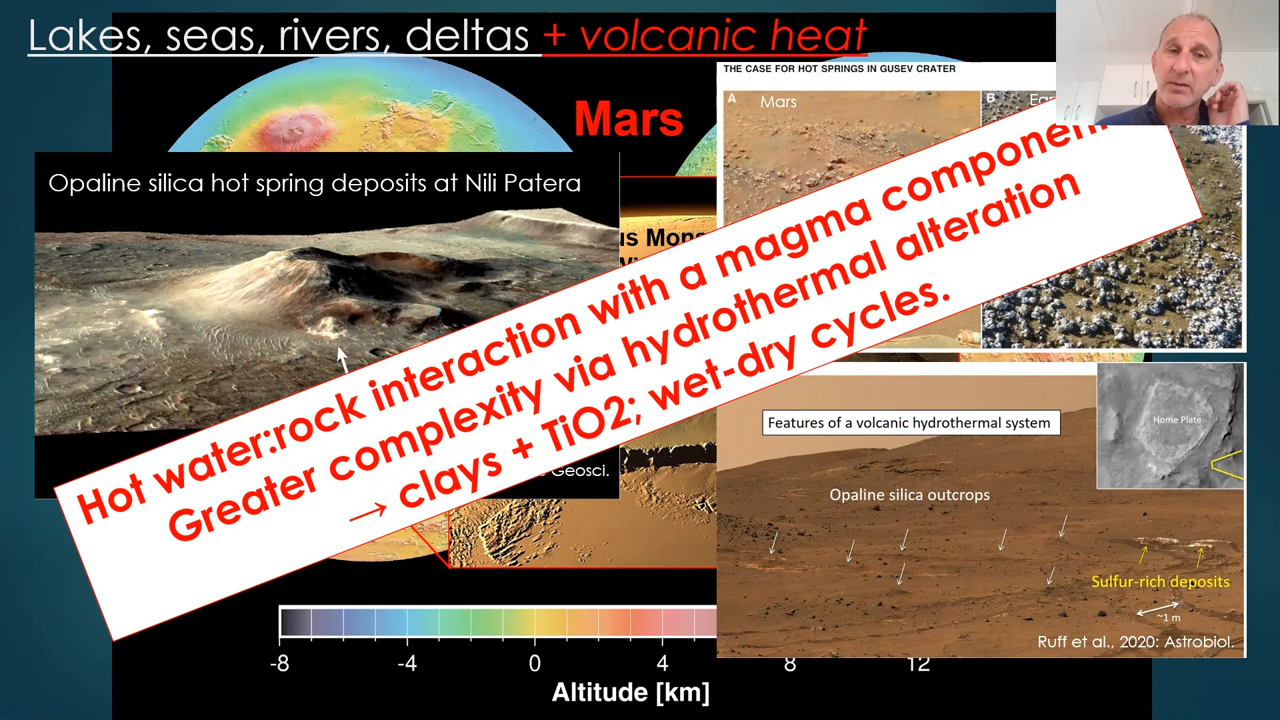 Lakes, seas, rivers, deltas + volcanic heat
THE CASE FOR HOT SPRINGS IN GUSEV CRATER
Mars
A Mars
B
Opaline silica hot spring deposits at Nili Patera
Hot water:rock interaction with a magma component
Greater complexity via hydrothermal alteration
→ clays + TiO2; wet-dry cycles.
Geosci.
Features of a volcanic hydrothermal system
Home Plate
Opaline silica outcrops
Sulfur-rich deposits
~1 m
Ruff et al., 2020: Astrobiol.
-8 -4 0 4 8 12
Altitude [km]